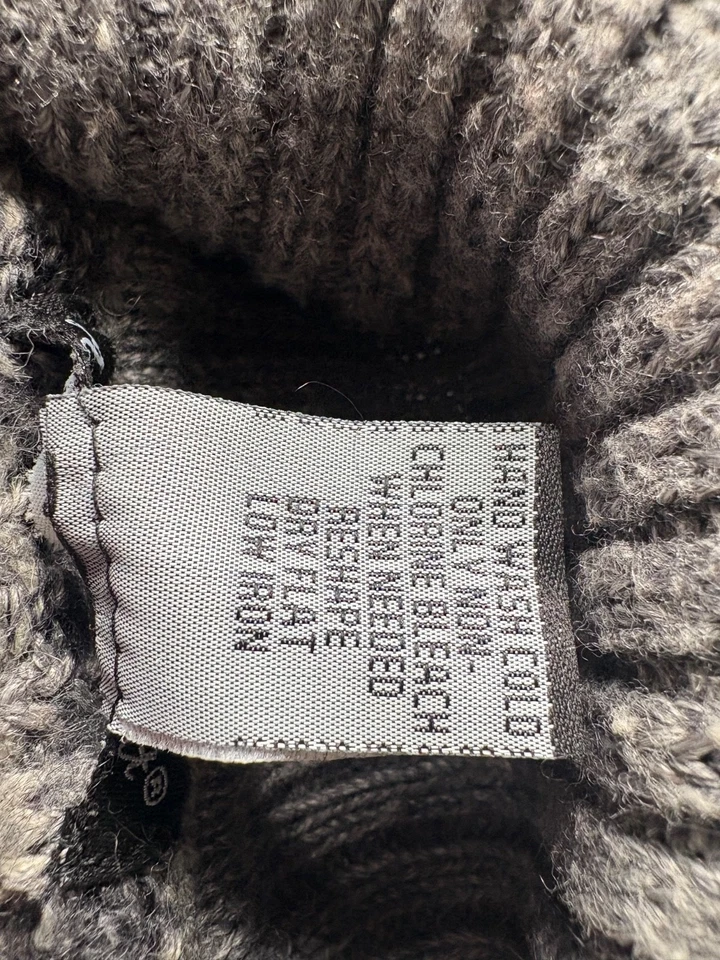 HAND WASH COLD
ONLY NON-
CHLORINE BLEACH
WHEN NEEDED
RESHAPE
DRY FLAT
LOW IRON
®